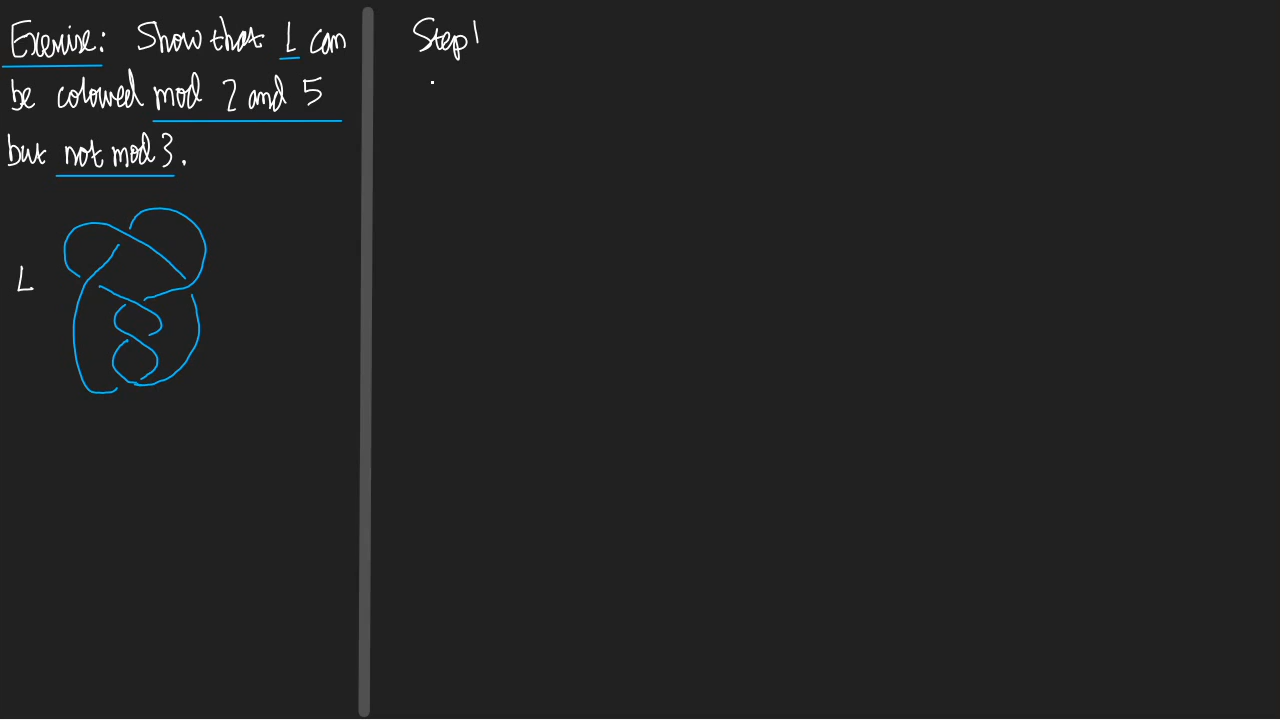 Exercise: Show that L can
be coloured mod 2 and 5
but not mod 3.
L
Step 1